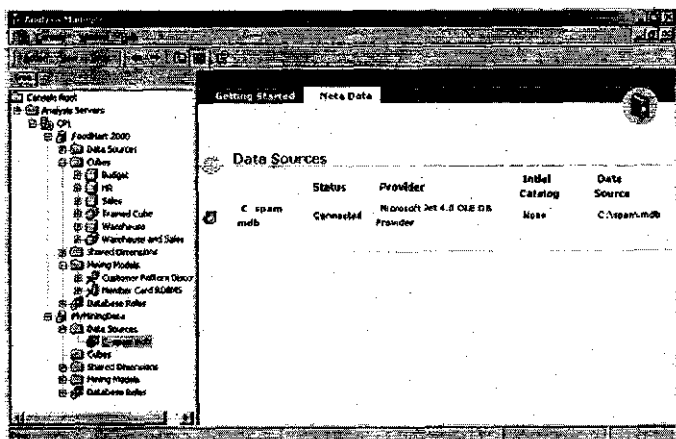 Analysis Manager
Console Root
Analysis Servers
CP1
FoodMart 2000
Data Sources
Cubes
Budget
HR
Sales
Trained Cube
Warehouse
Warehouse and Sales
Shared Dimensions
Mining Models
Customer Pattern Discov
Member Card RDBMS
Database Roles
MyMiningData
Data Sources
Cubes
Shared Dimensions
Mining Models
Database Roles
Getting Started Meta Data
Data Sources
Status Provider Initial Catalog Data Source
C spam mdb Connected Microsoft Jet 4.0 OLE DB Provider None C:\spam.mdb